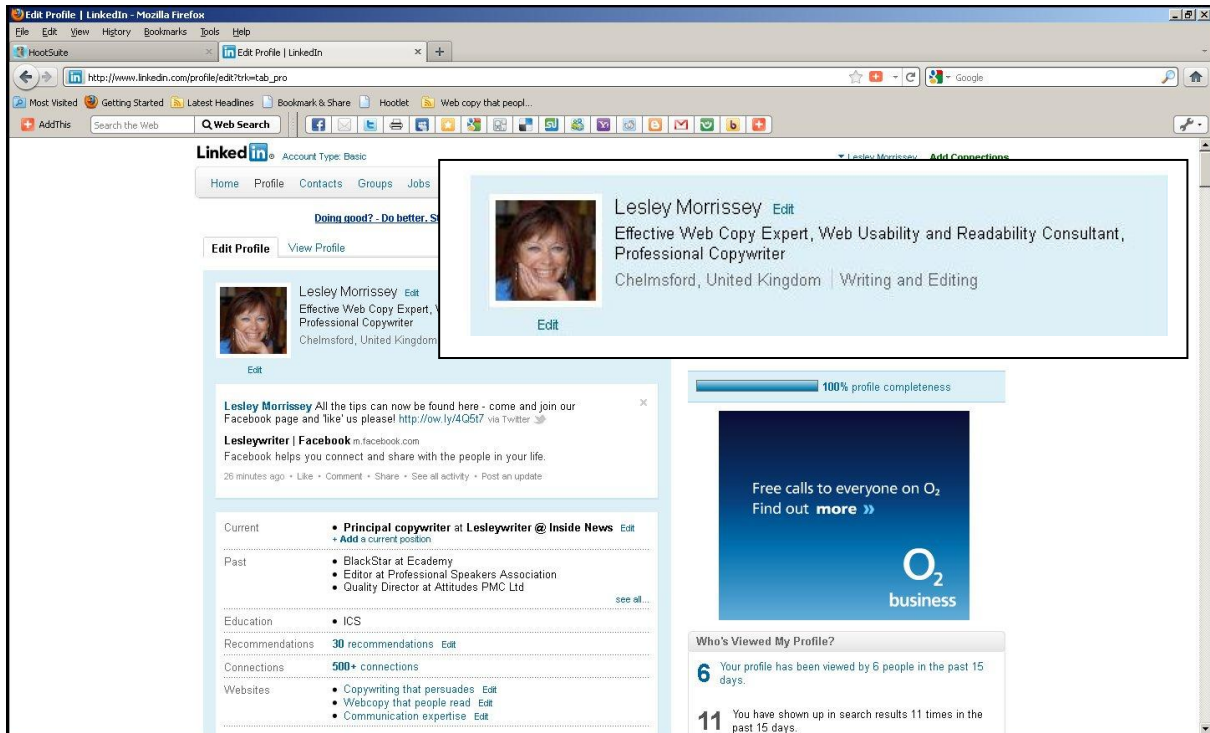 Edit Profile | LinkedIn - Mozilla Firefox
File Edit View History Bookmarks Tools Help
HootSuite
Edit Profile | LinkedIn
http://www.linkedin.com/profile/edit?trk=tab_pro
Google
Most Visited Getting Started Latest Headlines Bookmark & Share Hootlet Web copy that peopl...
AddThis Search the Web Web Search
Linked in Account Type: Basic
Lesley Morrissey Add Connections
Home Profile Contacts Groups Jobs
Doing good? - Do better. S
Edit Profile View Profile
Lesley Morrissey Edit
Effective Web Copy Expert, Web Usability and Readability Consultant,
Professional Copywriter
Chelmsford, United Kingdom | Writing and Editing
Edit
Lesley Morrissey Edit
Effective Web Copy Expert,
Professional Copywriter
Chelmsford, United Kingdom
Edit
100% profile completeness
Lesley Morrissey All the tips can now be found here - come and join our
Facebook page and 'like' us please! http://ow.ly/4Q5t7 via Twitter
Lesleywriter | Facebook m.facebook.com
Facebook helps you connect and share with the people in your life.
26 minutes ago • Like • Comment • Share • See all activity • Post an update
Current • Principal copywriter at Lesleywriter @ Inside News Edit
+ Add a current position
Past • BlackStar at Ecademy
• Editor at Professional Speakers Association
• Quality Director at Attitudes PMC Ltd
see all...
Education • ICS
Recommendations 30 recommendations Edit
Connections 500+ connections
Websites • Copywriting that persuades Edit
• Webcopy that people read Edit
• Communication expertise Edit
Free calls to everyone on O2
Find out more »
O2
business
Who's Viewed My Profile?
6 Your profile has been viewed by 6 people in the past 15
days.
11 You have shown up in search results 11 times in the
past 15 days.